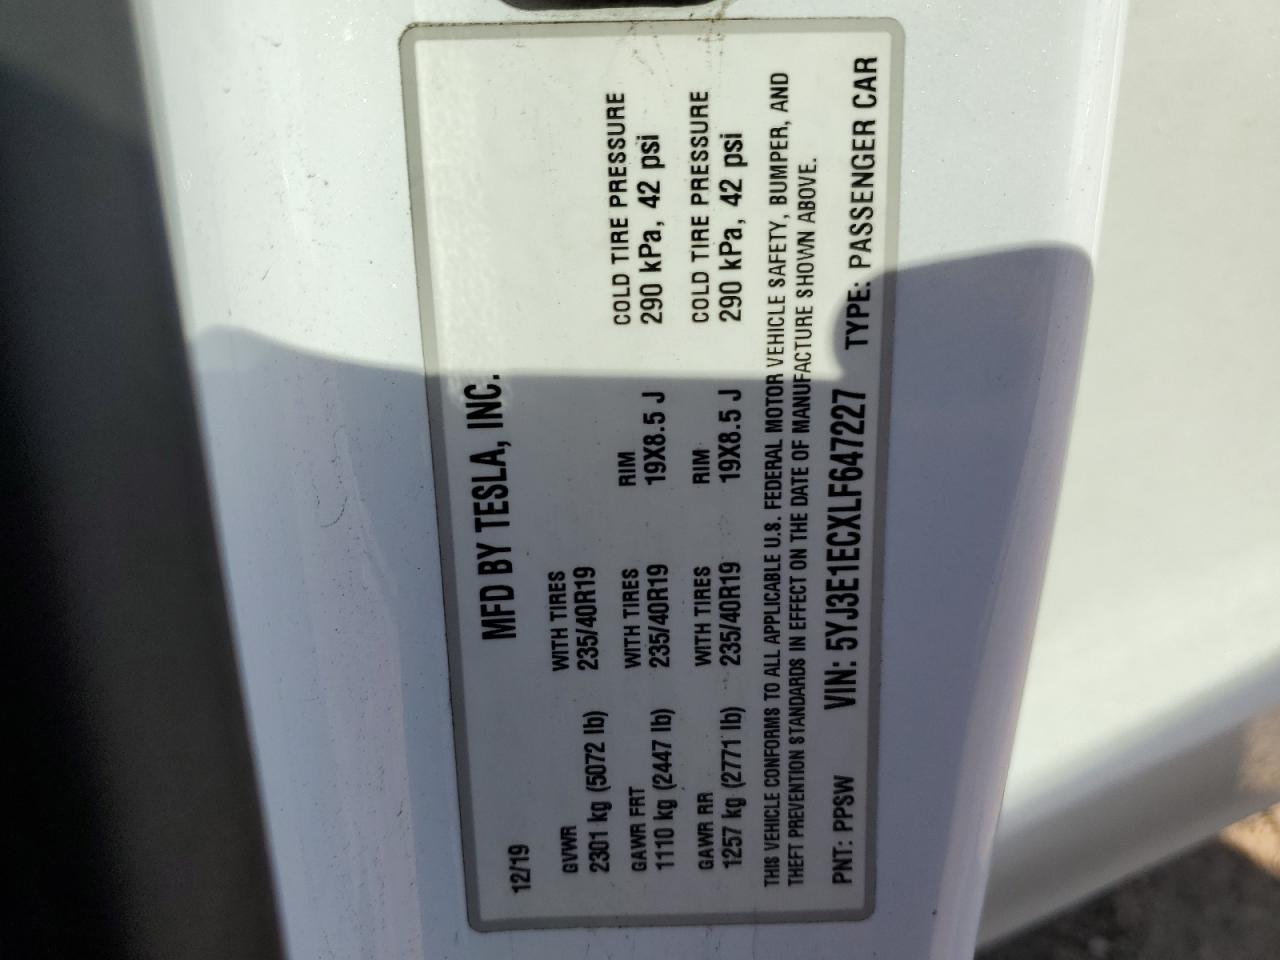 MFD BY TESLA, INC.
12/19
GVWR WITH TIRES
2301 kg (5072 lb) 235/40R19
GAWR FRT WITH TIRES RIM COLD TIRE PRESSURE
1110 kg (2447 lb) 235/40R19 19X8.5 J 290 kPa, 42 psi
GAWR RR WITH TIRES RIM COLD TIRE PRESSURE
1257 kg (2771 lb) 235/40R19 19X8.5 J 290 kPa, 42 psi
THIS VEHICLE CONFORMS TO ALL APPLICABLE U.S. FEDERAL MOTOR VEHICLE SAFETY, BUMPER, AND
THEFT PREVENTION STANDARDS IN EFFECT ON THE DATE OF MANUFACTURE SHOWN ABOVE.
PNT: PPSW VIN: 5YJ3E1ECXLF647227 TYPE: PASSENGER CAR